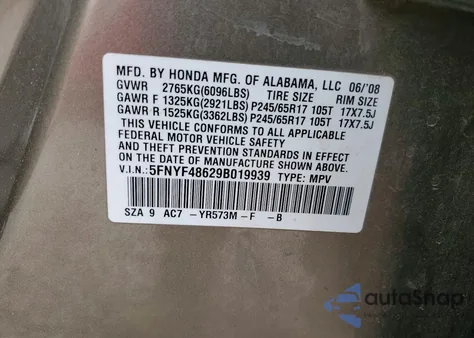 MFD. BY HONDA MFG. OF ALABAMA, LLC 06/'08
GVWR 2765KG(6096LBS) TIRE SIZE RIM SIZE
GAWR F 1325KG(2921LBS) P245/65R17 105T 17X7.5J
GAWR R 1525KG(3362LBS) P245/65R17 105T 17X7.5J
THIS VEHICLE CONFORMS TO ALL APPLICABLE
FEDERAL MOTOR VEHICLE SAFETY
AND THEFT PREVENTION STANDARDS IN EFFECT
ON THE DATE OF MANUFACTURE SHOWN ABOVE.
V.I.N.: 5FNYF48629B019939 TYPE: MPV
SZA 9 AC7 -YR573M-F -B
autoSnap